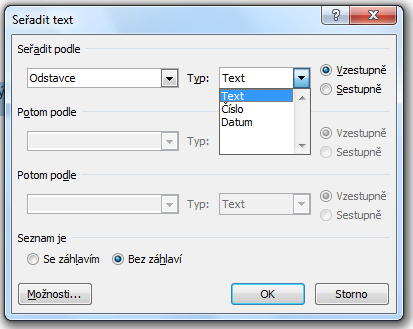 Seřadit text
Seřadit podle
Odstavce Typ: Text Vzestupně
Sestupně
Text
Číslo
Datum
Potom podle
Typ: Vzestupně
Sestupně
Potom podle
Typ: Text Vzestupně
Sestupně
Seznam je
Se záhlavím Bez záhlaví
Možnosti... OK Storno